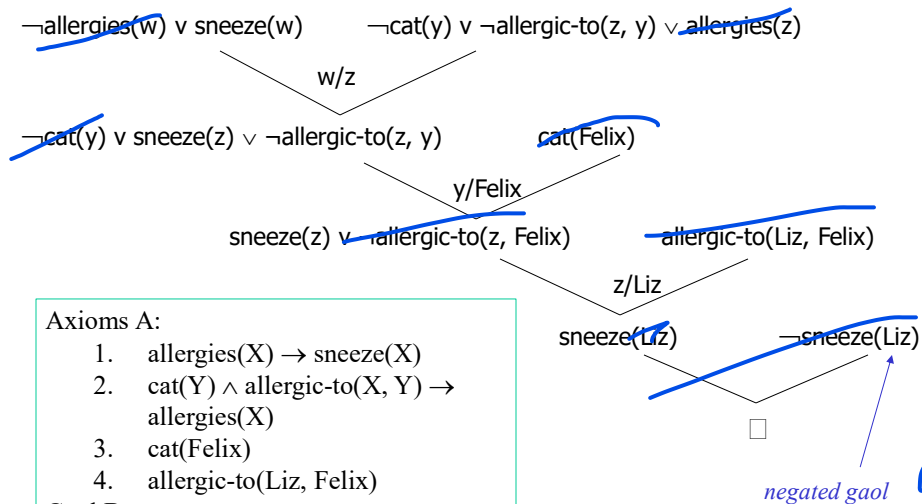 ¬allergies(w) v sneeze(w) ¬cat(y) v ¬allergic-to(z, y) ∨ allergies(z)
w/z
¬cat(y) v sneeze(z) ∨ ¬allergic-to(z, y) cat(Felix)
y/Felix
sneeze(z) v ¬allergic-to(z, Felix) allergic-to(Liz, Felix)
z/Liz
sneeze(Liz) ¬sneeze(Liz)
negated gaol
Axioms A:
1. allergies(X) → sneeze(X)
2. cat(Y) ∧ allergic-to(X, Y) →
allergies(X)
3. cat(Felix)
4. allergic-to(Liz, Felix)